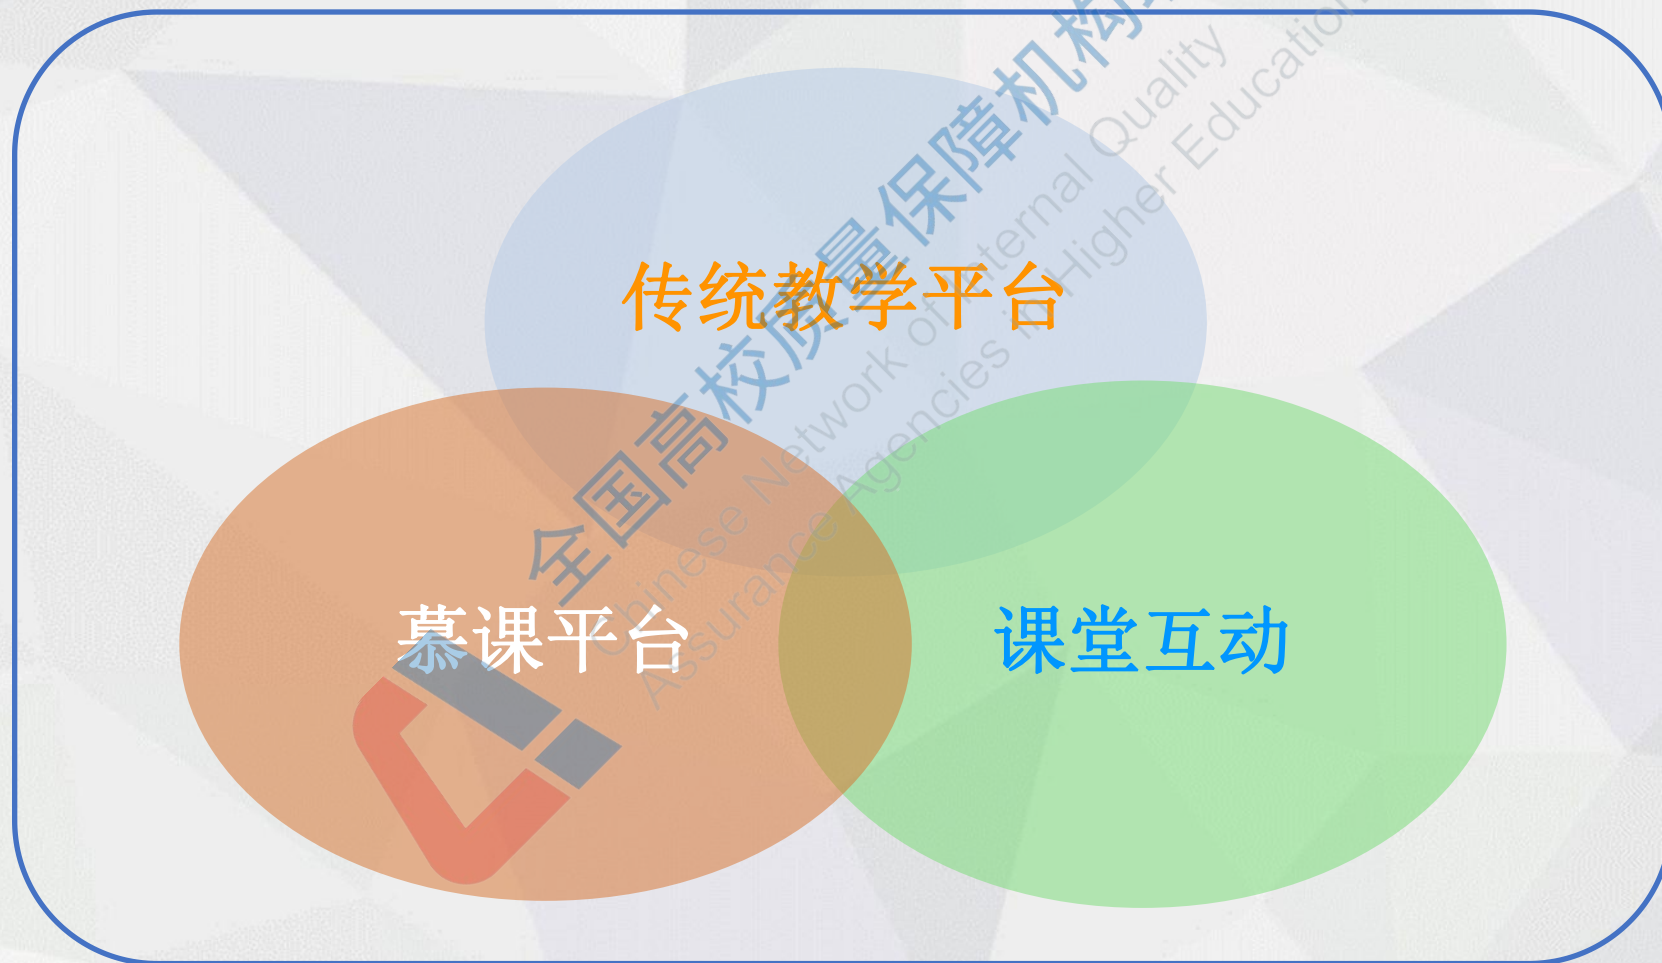 传统教学平台
慕课平台
课堂互动
全国高校质量保障机构
Chinese Network of Internal Quality
Assurance Agencies in Higher Education